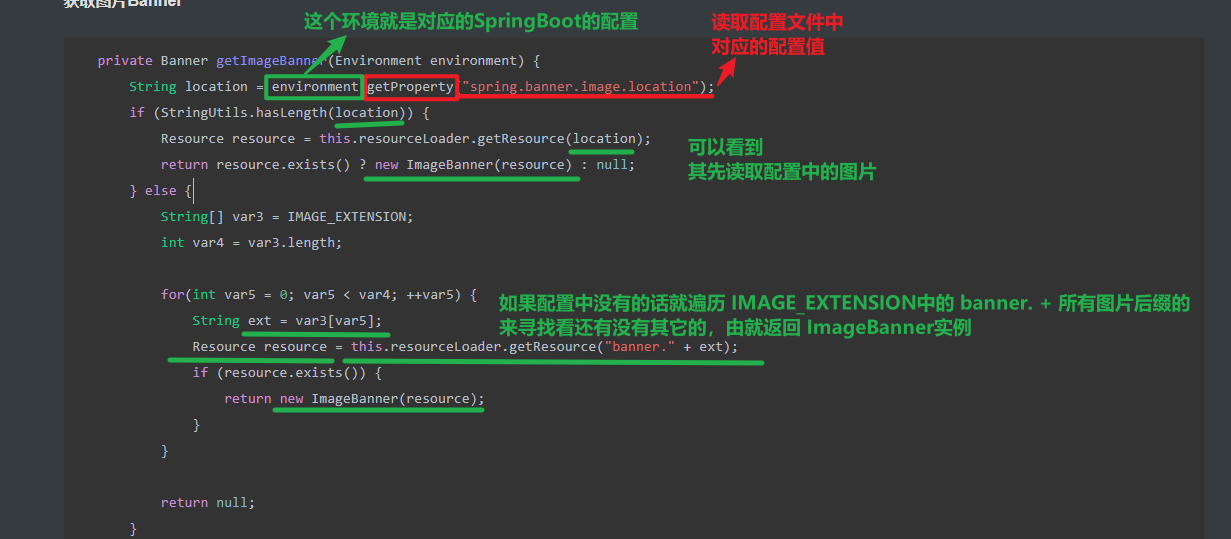 获取图片Banner
这个环境就是对应的SpringBoot的配置
读取配置文件中
对应的配置值
private Banner getImageBanner(Environment environment) {
String location = environment getProperty("spring.banner.image.location");
if (StringUtils.hasLength(location)) {
Resource resource = this.resourceLoader.getResource(location);
return resource.exists() ? new ImageBanner(resource) : null;
可以看到
其先读取配置中的图片
} else {
String[] var3 = IMAGE_EXTENSION;
int var4 = var3.length;
for(int var5 = 0; var5 < var4; ++var5) {
如果配置中没有的话就遍历 IMAGE_EXTENSION中的 banner. + 所有图片后缀的
来寻找看还有没有其它的，由就返回 ImageBanner实例
String ext = var3[var5];
Resource resource = this.resourceLoader.getResource("banner." + ext);
if (resource.exists()) {
return new ImageBanner(resource);
}
}
return null;
}